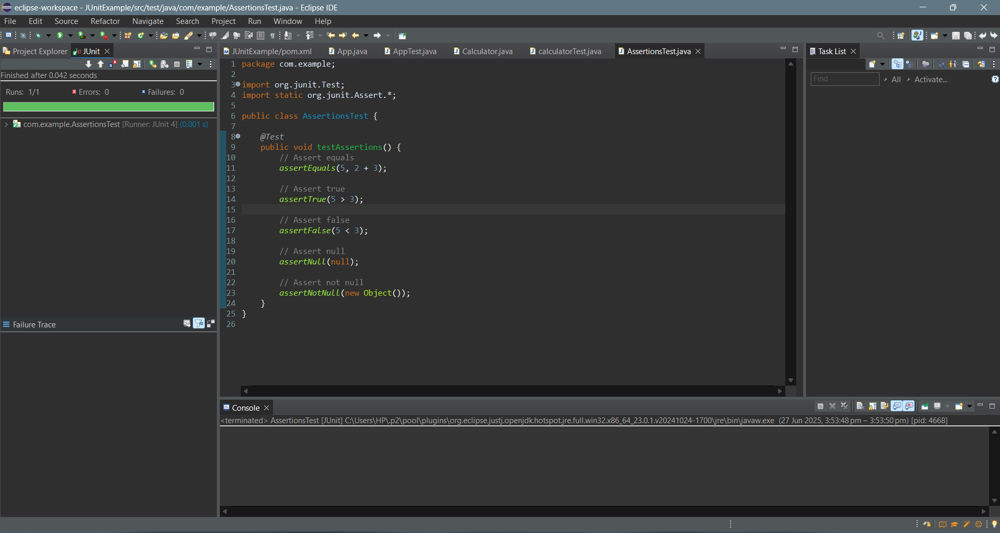 eclipse-workspace - JUnitExample/src/test/java/com/example/AssertionsTest.java - Eclipse IDE
File Edit Source Refactor Navigate Search Project Run Window Help
Project Explorer JUnit
Finished after 0.042 seconds
Runs: 1/1 Errors: 0 Failures: 0
com.example.AssertionsTest [Runner: JUnit 4] (0.001 s)
Failure Trace
JUnitExample/pom.xml App.java AppTest.java Calculator.java calculatorTest.java AssertionsTest.java
1 package com.example;
2
3 import org.junit.Test;
4 import static org.junit.Assert.*;
5
6 public class AssertionsTest {
7
8 @Test
9 public void testAssertions() {
10 // Assert equals
11 assertEquals(5, 2 + 3);
12
13 // Assert true
14 assertTrue(5 > 3);
15
16 // Assert false
17 assertFalse(5 < 3);
18
19 // Assert null
20 assertNull(null);
21
22 // Assert not null
23 assertNotNull(new Object());
24 }
25 }
26
Task List
Find All Activate...
Console
<terminated> AssertionsTest [JUnit] C:\Users\HP\.p2\pool\plugins\org.eclipse.justj.openjdk.hotspot.jre.full.win32.x86_64_23.0.1.v20241024-1700\jre\bin\javaw.exe (27 Jun 2025, 3:53:48 pm – 3:53:50 pm) [pid: 4668]